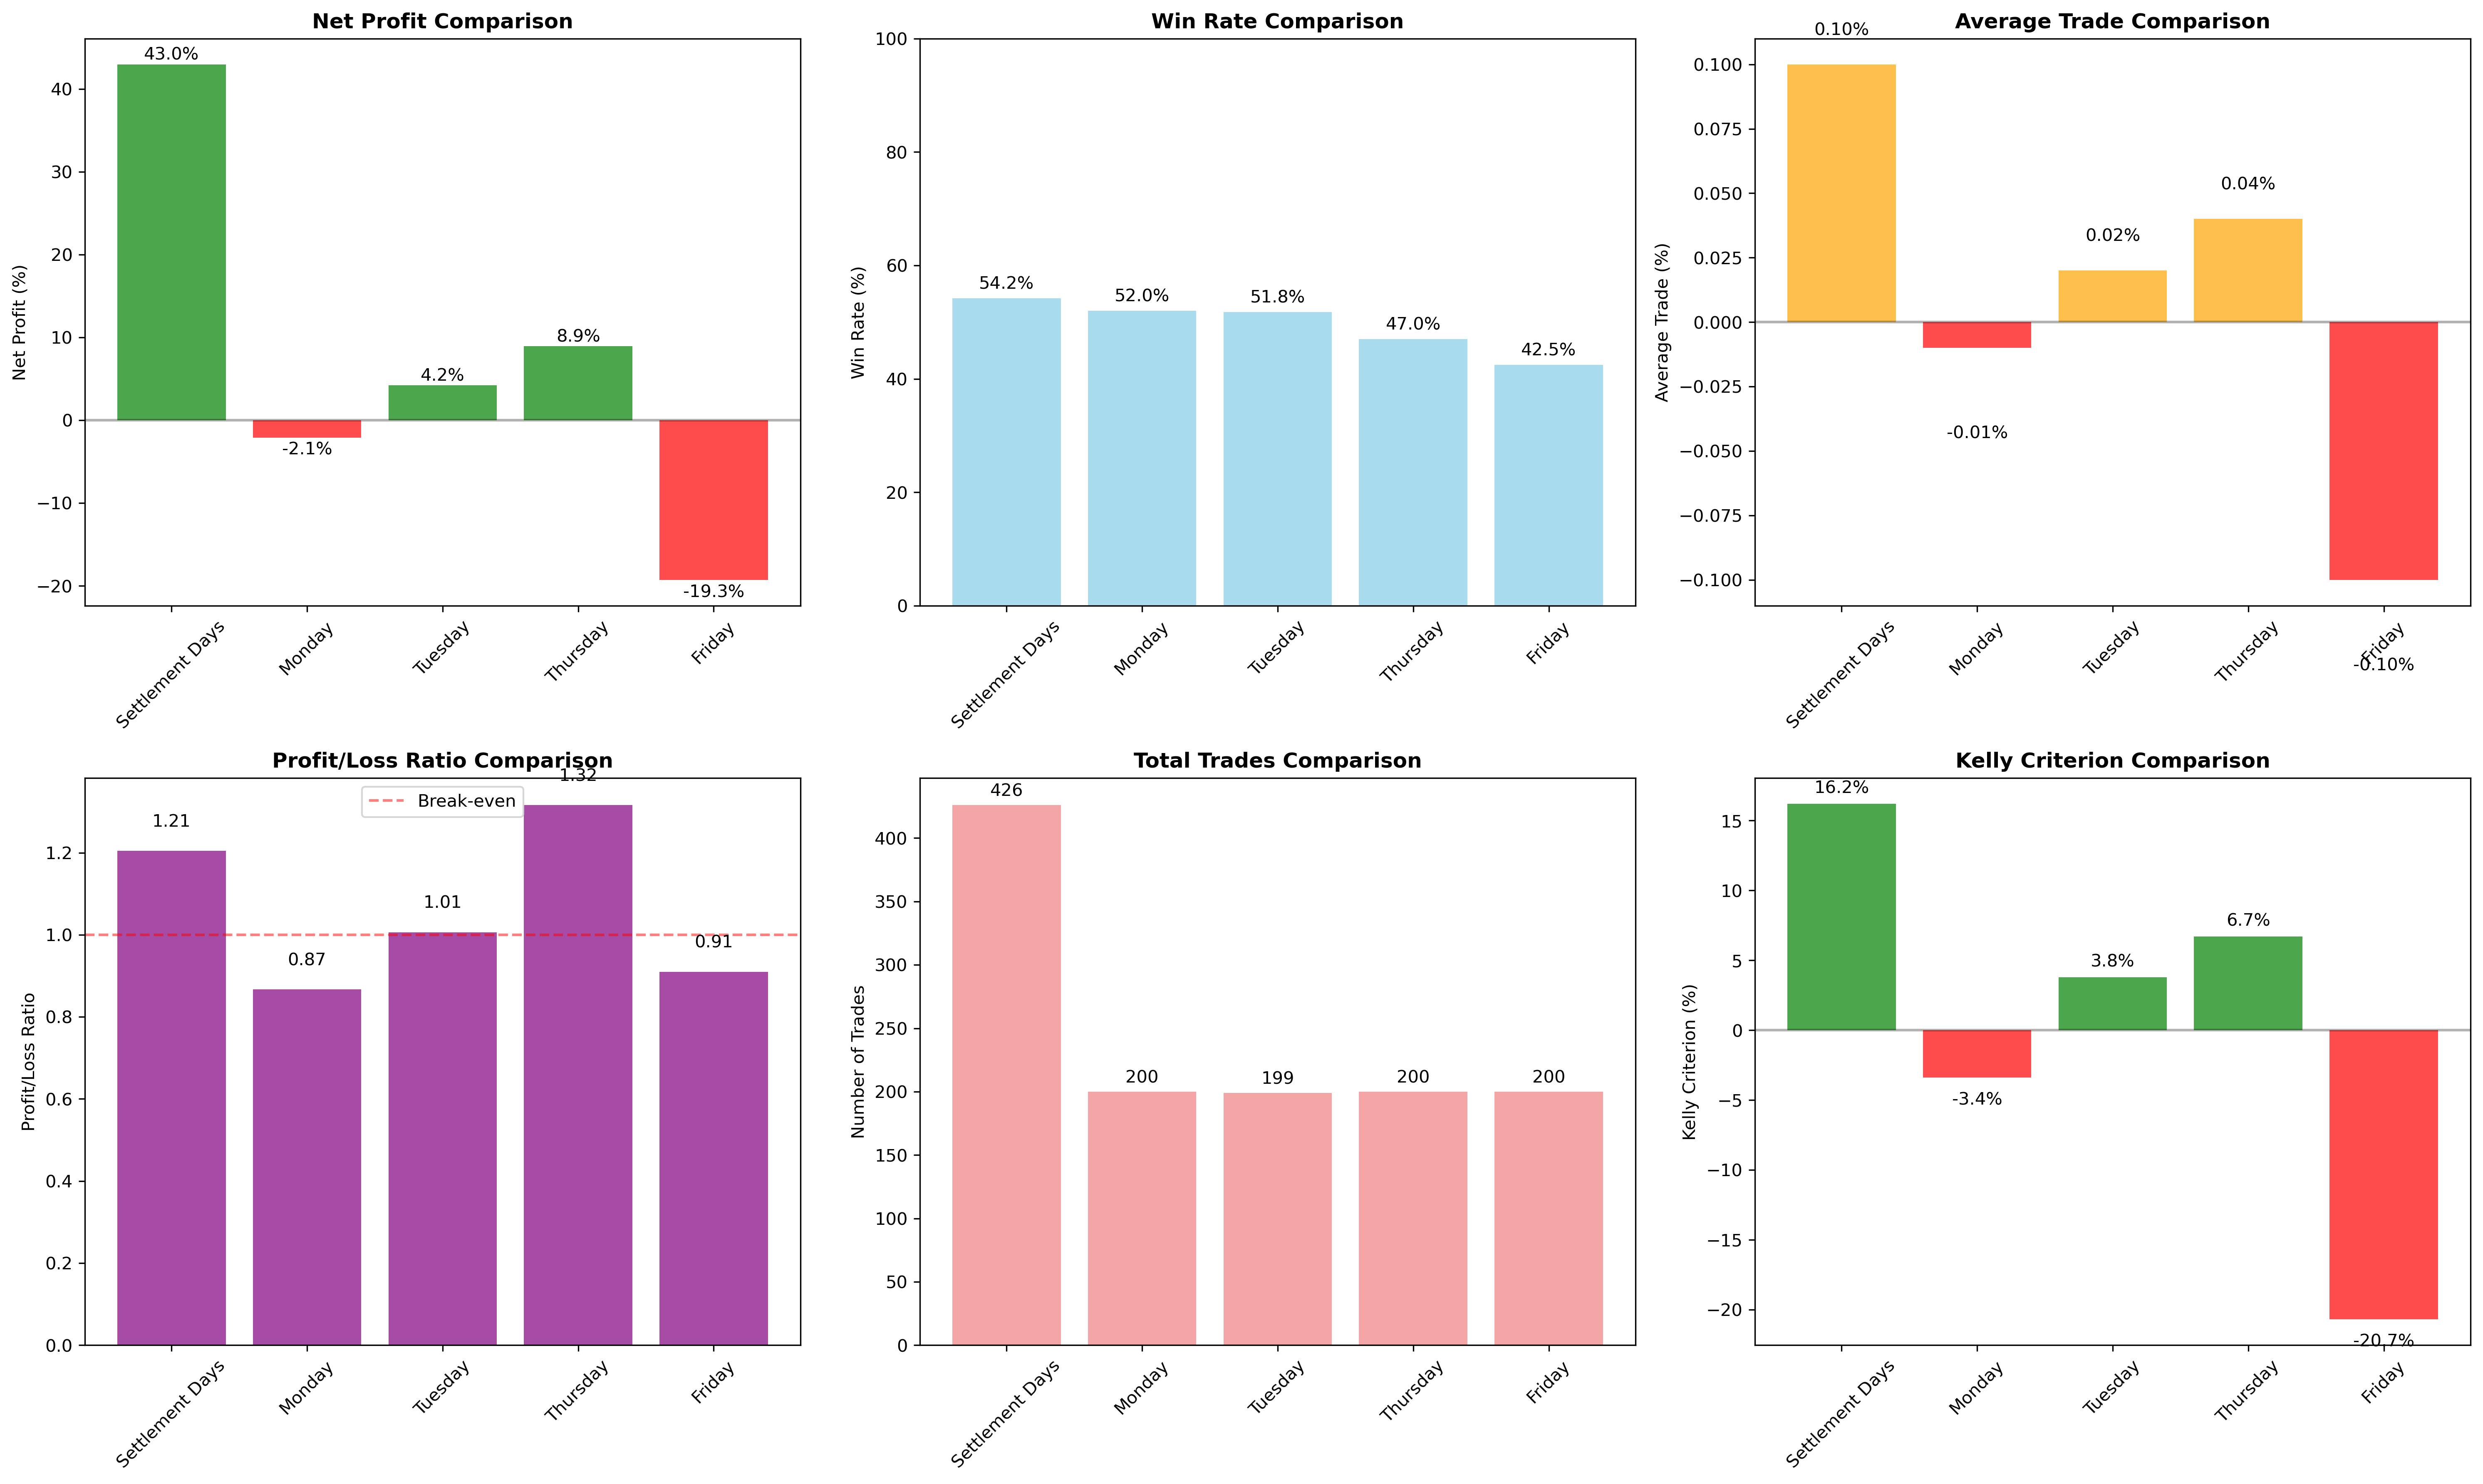 Net Profit Comparison
Net Profit (%)
40
30
20
10
0
−10
−20
43.0%
-2.1%
4.2%
8.9%
-19.3%
Settlement Days
Monday
Tuesday
Thursday
Friday
Win Rate Comparison
Win Rate (%)
100
80
60
40
20
0
54.2%
52.0%
51.8%
47.0%
42.5%
Settlement Days
Monday
Tuesday
Thursday
Friday
Average Trade Comparison
Average Trade (%)
0.100
0.075
0.050
0.025
0.000
−0.025
−0.050
−0.075
−0.100
0.10%
-0.01%
0.02%
0.04%
-0.10%
Settlement Days
Monday
Tuesday
Thursday
Friday
Profit/Loss Ratio Comparison
Profit/Loss Ratio
1.2
1.0
0.8
0.6
0.4
0.2
0.0
Break-even
1.21
0.87
1.01
1.32
0.91
Settlement Days
Monday
Tuesday
Thursday
Friday
Total Trades Comparison
Number of Trades
400
350
300
250
200
150
100
50
0
426
200
199
200
200
Settlement Days
Monday
Tuesday
Thursday
Friday
Kelly Criterion Comparison
Kelly Criterion (%)
15
10
5
0
−5
−10
−15
−20
16.2%
-3.4%
3.8%
6.7%
-20.7%
Settlement Days
Monday
Tuesday
Thursday
Friday